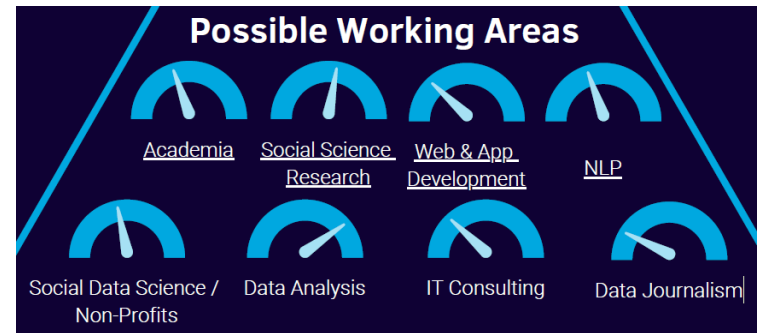 Possible Working Areas
Academia
Social Science
Research
Web & App
Development
NLP
Social Data Science /
Non-Profits
Data Analysis
IT Consulting
Data Journalism